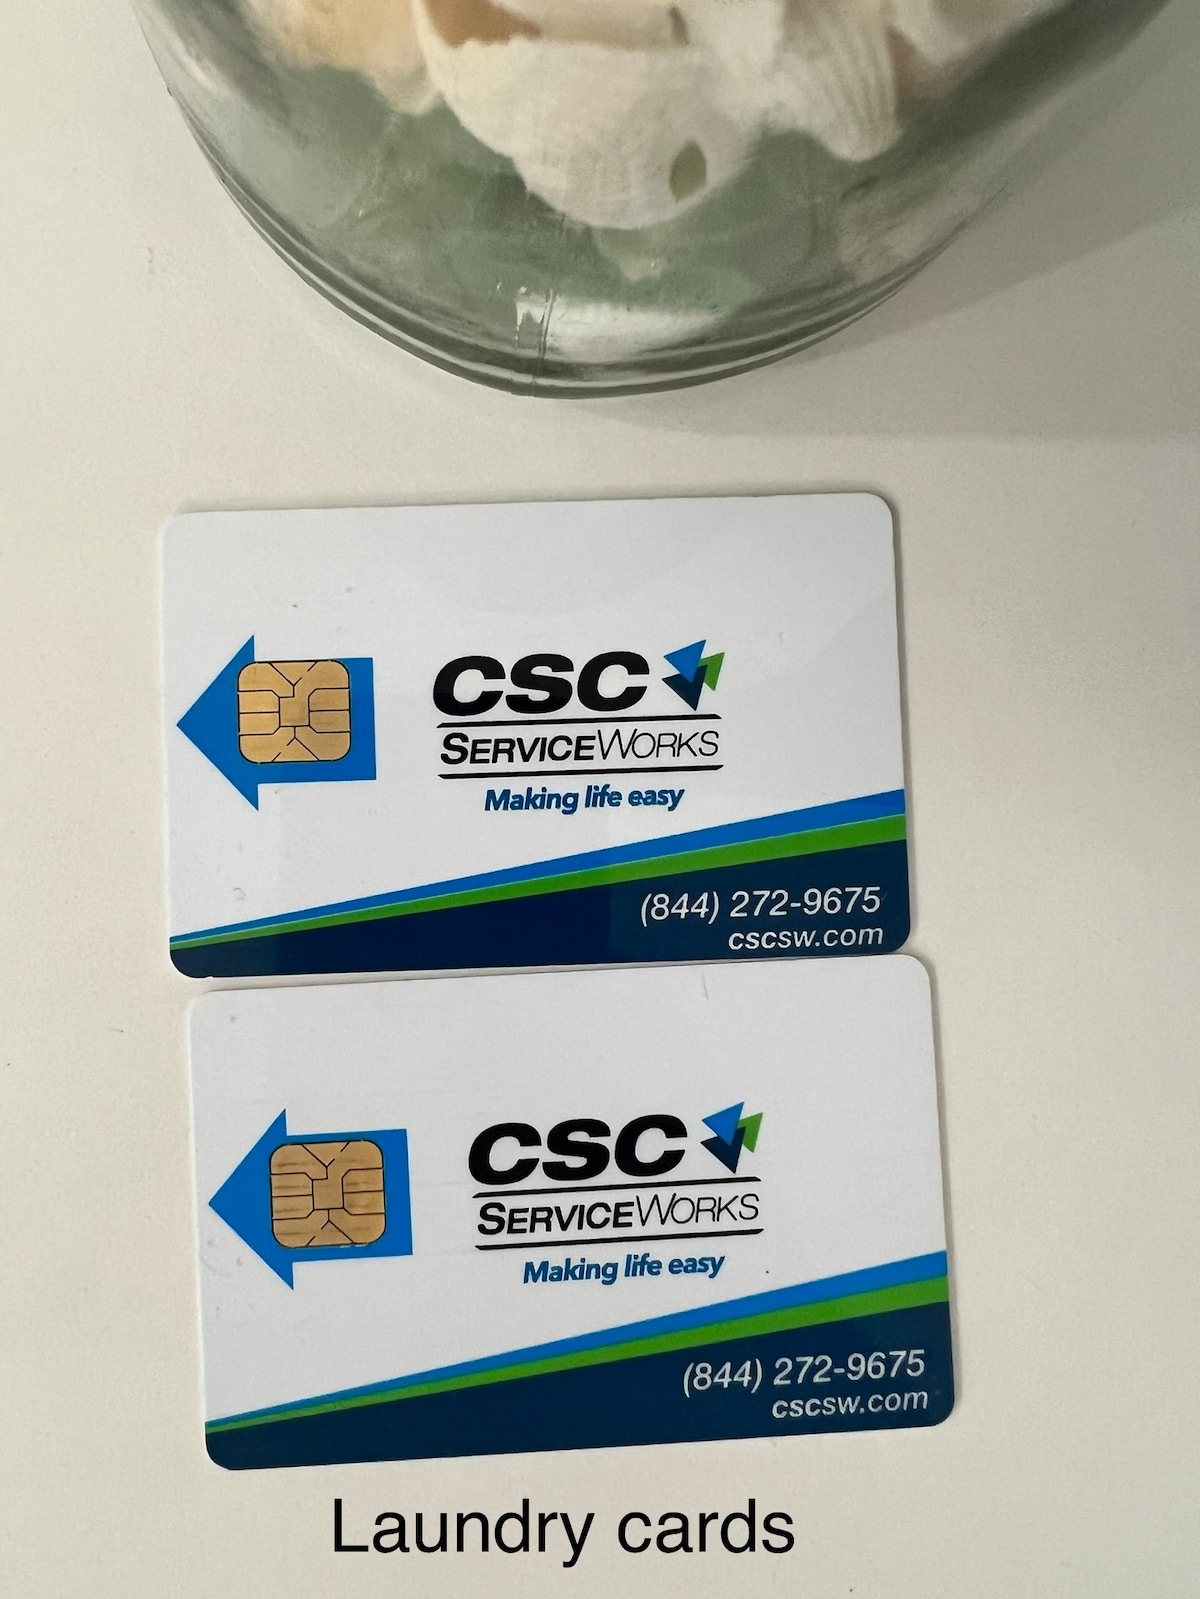 CSC
SERVICEWORKS
Making life easy
(844) 272-9675
cscsw.com
CSC
SERVICEWORKS
Making life easy
(844) 272-9675
cscsw.com
Laundry cards